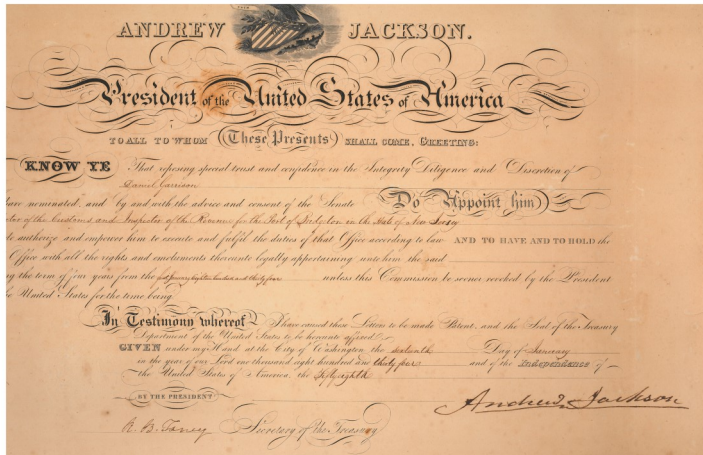 ANDREW JACKSON.
President of the United States of America
TO ALL TO WHOM These Presents SHALL COME, GREETING:
KNOW YE That reposing special trust and confidence in the Integrity Diligence and Discretion of
Daniel Garrison
have nominated, and by and with the advice and consent of the Senate Do Appoint him
tor of the Customs and Inspector of the Revenue for the Port of in the State of New Jersey
to authorize and empower him to execute and fulfil the duties of that Office according to law AND TO HAVE AND TO HOLD the
Office with all the rights and emoluments thereunto legally appertaining unto him the said
ng the term of four years from the first January Eighteen hundred and thirty four unless this Commission be sooner revoked by the President
e United States for the time being
In Testimony whereof I have caused these Letters to be made Patent, and the Seal of the Treasury
Department of the United States to be hereunto affixed
GIVEN under my Hand at the City of Washington the sixteenth Day of January
in the year of our Lord one thousand eight hundred and thirty four and of the Independence of
the United States of America, the Fifty eighth
BY THE PRESIDENT
Andrew Jackson
R. B. Taney Secretary of the Treasury